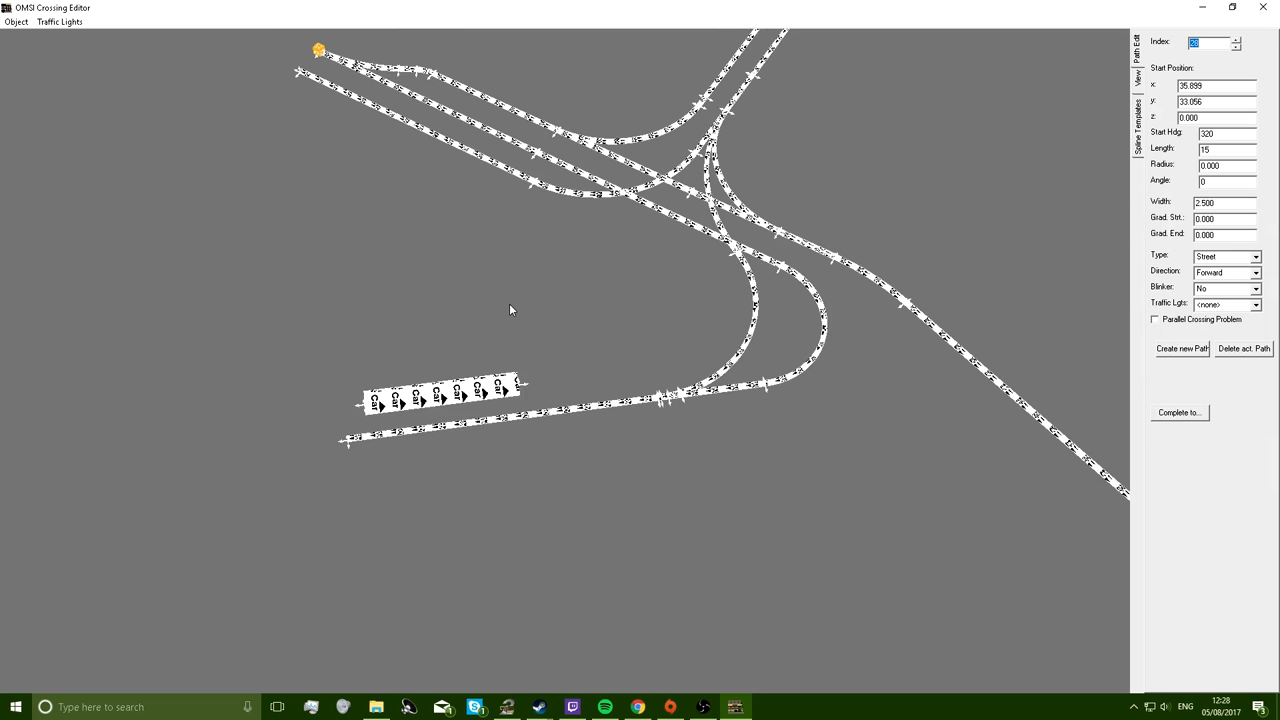 OMSI Crossing Editor
Object Traffic Lights
Path Edit
View
Spline Templates
Index: 28
Start Position:
x: 35.899
y: 33.056
z: 0.000
Start Hdg: 320
Length: 15
Radius: 0.000
Angle: 0
Width: 2.500
Grad. Strt.: 0.000
Grad. End: 0.000
Type: Street
Direction: Forward
Blinker: No
Traffic Lgts: <none>
Parallel Crossing Problem
Create new Path Delete act. Path
Complete to...
Car Car Car Car Car Car Car
Type here to search
ENG
12:28
05/08/2017